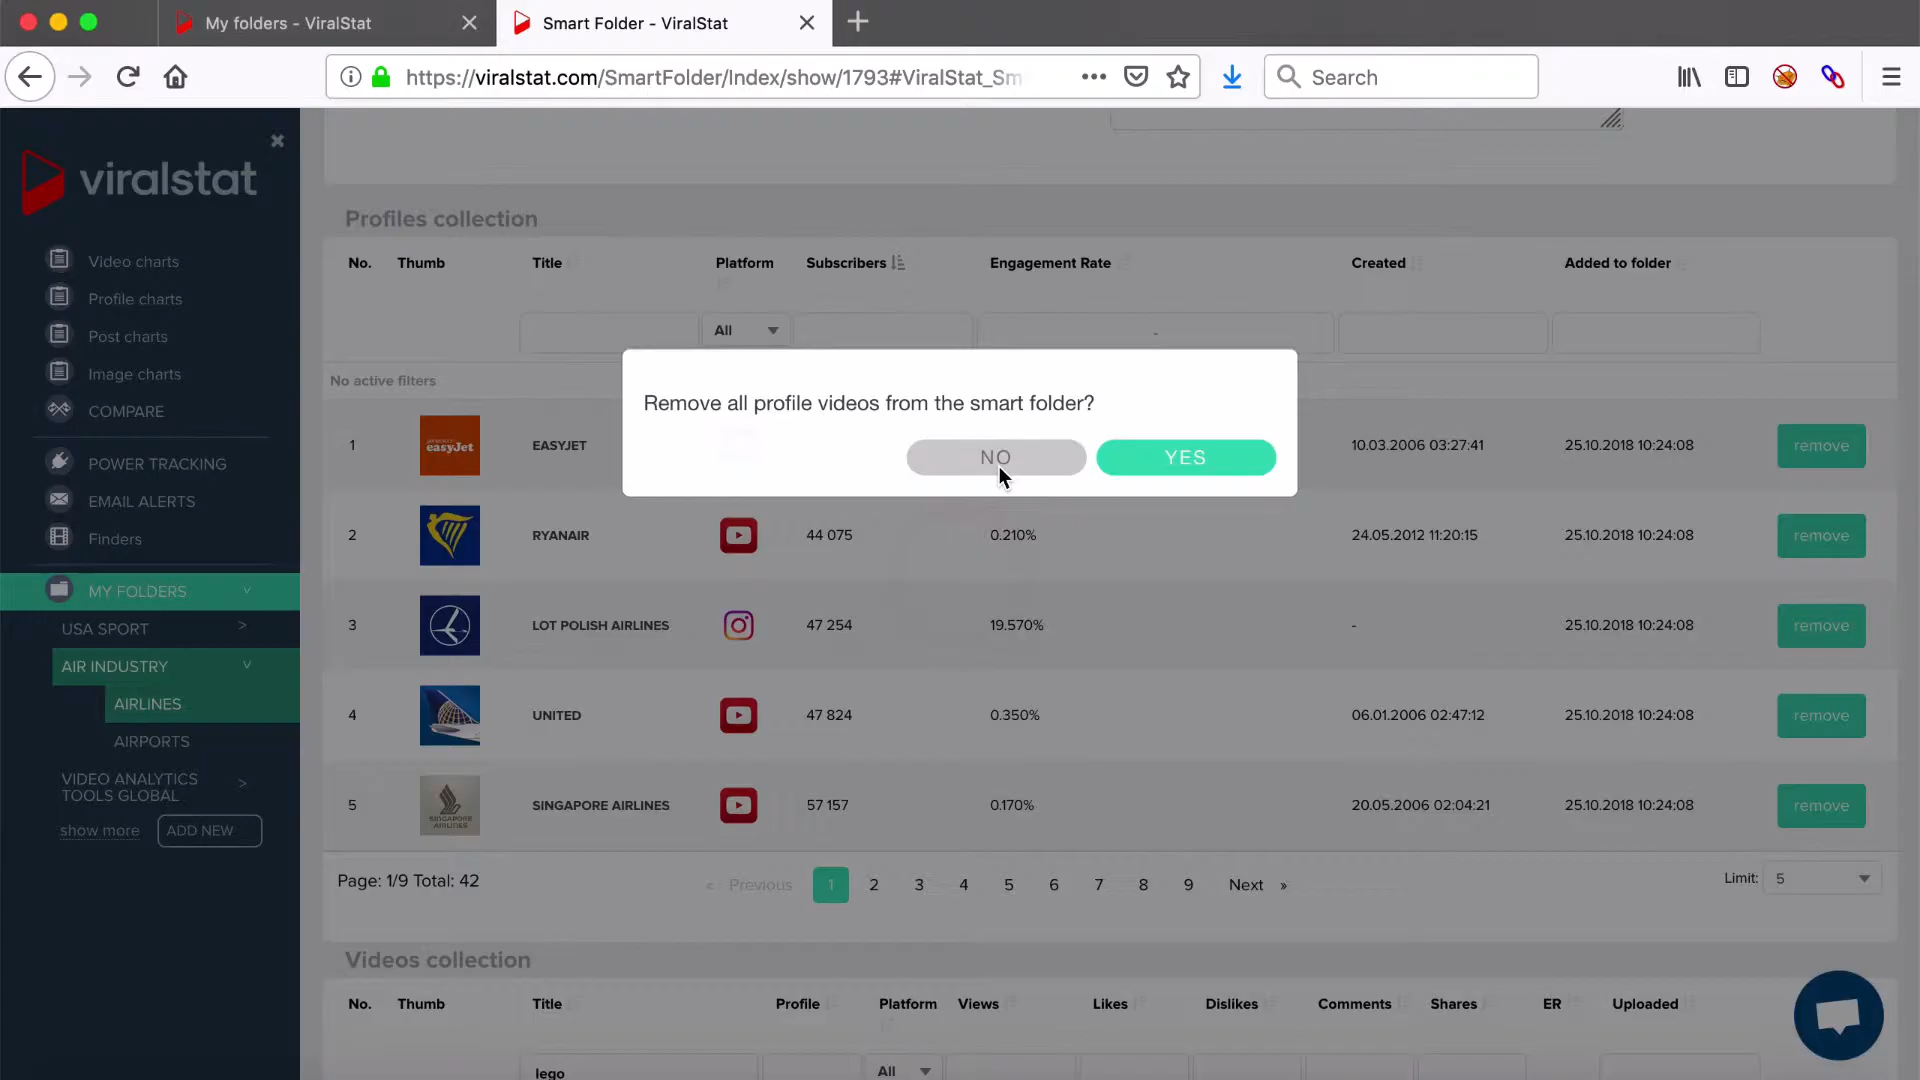 My folders - ViralStat
Smart Folder - ViralStat
https://viralstat.com/SmartFolder/Index/show/1793#ViralStat_Sm
Search
viralstat
Video charts
Profile charts
Post charts
Image charts
COMPARE
POWER TRACKING
EMAIL ALERTS
Finders
MY FOLDERS
USA SPORT
AIR INDUSTRY
AIRLINES
AIRPORTS
VIDEO ANALYTICS
TOOLS GLOBAL
show more
ADD NEW
Profiles collection
No. Thumb Title Platform Subscribers Engagement Rate Created Added to folder
All -
No active filters
Remove all profile videos from the smart folder?
NO YES
1 easyJet EASYJET 10.03.2006 03:27:41 25.10.2018 10:24:08 remove
2 RYANAIR 44 075 0.210% 24.05.2012 11:20:15 25.10.2018 10:24:08 remove
3 LOT POLISH AIRLINES 47 254 19.570% - 25.10.2018 10:24:08 remove
4 UNITED 47 824 0.350% 06.01.2006 02:47:12 25.10.2018 10:24:08 remove
5 SINGAPORE AIRLINES SINGAPORE AIRLINES 57 157 0.170% 20.05.2006 02:04:21 25.10.2018 10:24:08 remove
Page: 1/9 Total: 42
« Previous 1 2 3 4 5 6 7 8 9 Next »
Limit: 5
Videos collection
No. Thumb Title Profile Platform Views Likes Dislikes Comments Shares ER Uploaded
lego All